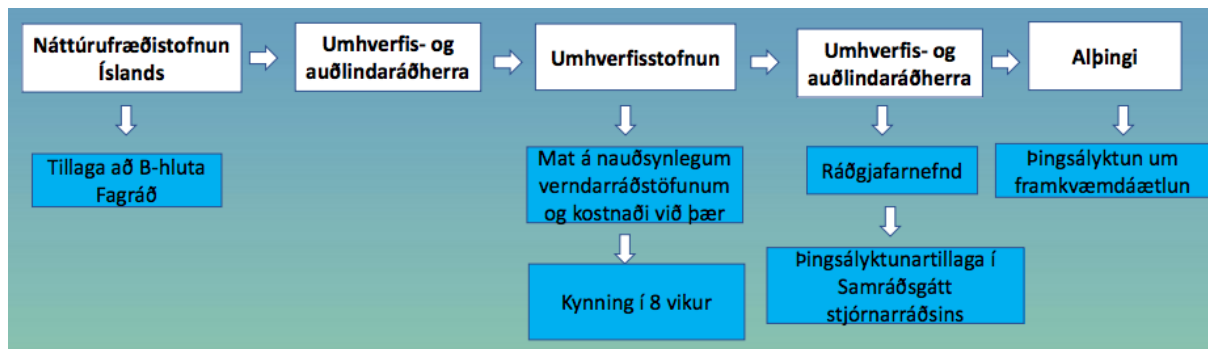 Náttúrufræðistofnun
Íslands
Umhverfis- og
auðlindaráðherra
Umhverfisstofnun
Umhverfis- og
auðlindaráðherra
Alþingi
Tillaga að B-hluta
Fagráð
Mat á nauðsynlegum
verndarráðstöfunum
og kostnaði við þær
Kynning í 8 vikur
Ráðgjafarnefnd
Þingsályktunartillaga í
Samráðsgátt
stjórnarráðsins
Þingsályktun um
framkvæmdáætlun